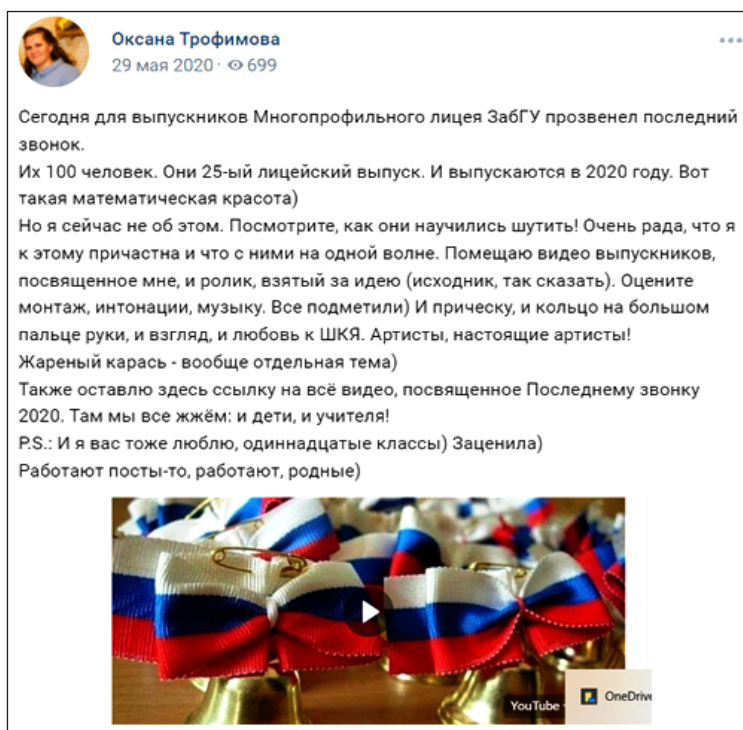 Оксана Трофимова
29 мая 2020 · 699
Сегодня для выпускников Многопрофильного лицея ЗабГУ прозвенел последний
звонок.
Их 100 человек. Они 25-ый лицейский выпуск. И выпускаются в 2020 году. Вот
такая математическая красота)
Но я сейчас не об этом. Посмотрите, как они научились шутить! Очень рада, что я
к этому причастна и что с ними на одной волне. Помещаю видео выпускников,
посвященное мне, и ролик, взятый за идею (исходник, так сказать). Оцените
монтаж, интонации, музыку. Все подметили) И прическу, и кольцо на большом
пальце руки, и взгляд, и любовь к ШКЯ. Артисты, настоящие артисты!
Жареный карась - вообще отдельная тема)
Также оставлю здесь ссылку на всё видео, посвященное Последнему звонку
2020. Там мы все жжём: и дети, и учителя!
P.S.: И я вас тоже люблю, одиннадцатые классы) Заценила)
Работают посты-то, работают, родные)
YouTube
OneDrive